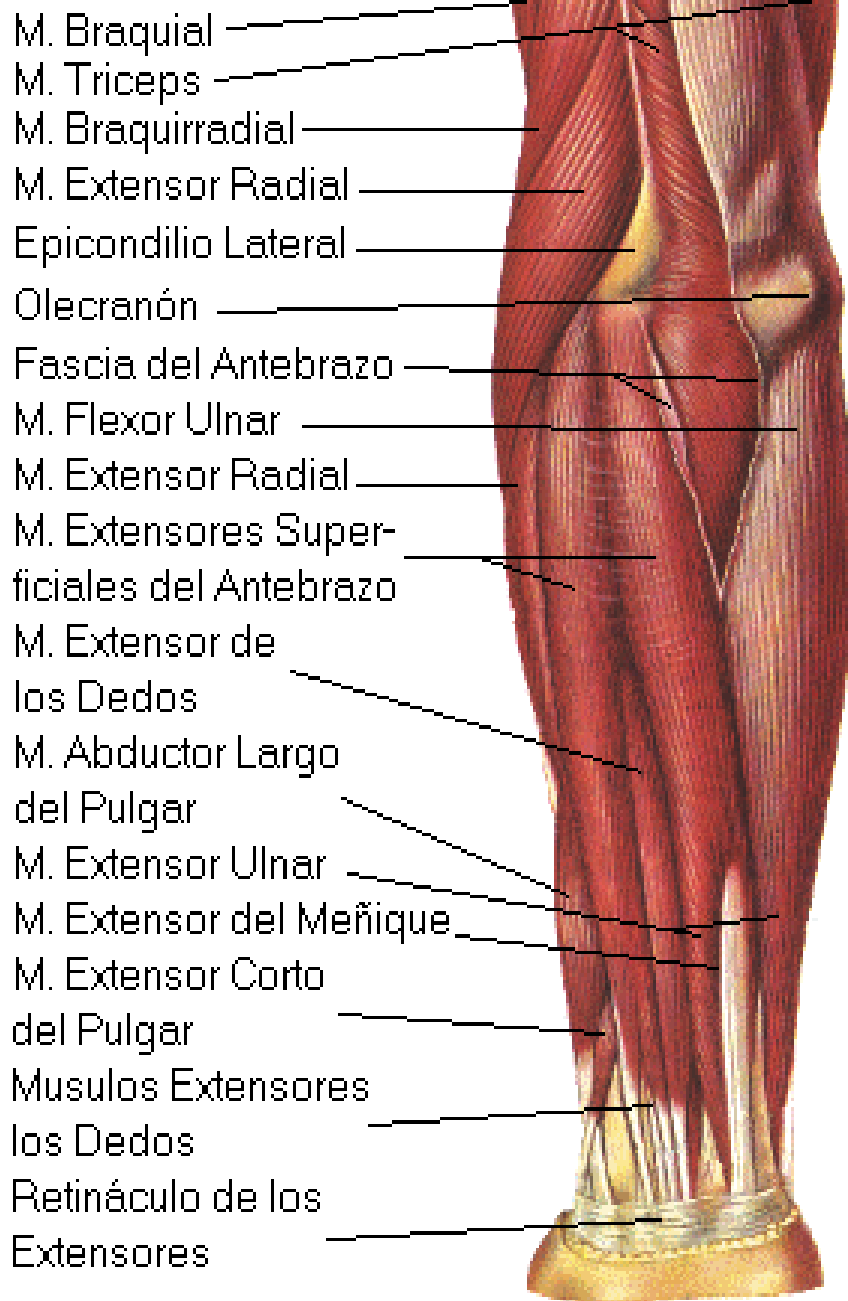 M. Braquial
M. Triceps
M. Braquirradial
M. Extensor Radial
Epicondilio Lateral
Olecranón
Fascia del Antebrazo
M. Flexor Ulnar
M. Extensor Radial
M. Extensores Super-
ficiales del Antebrazo
M. Extensor de
los Dedos
M. Abductor Largo
del Pulgar
M. Extensor Ulnar
M. Extensor del Meñique
M. Extensor Corto
del Pulgar
Musulos Extensores
los Dedos
Retináculo de los
Extensores